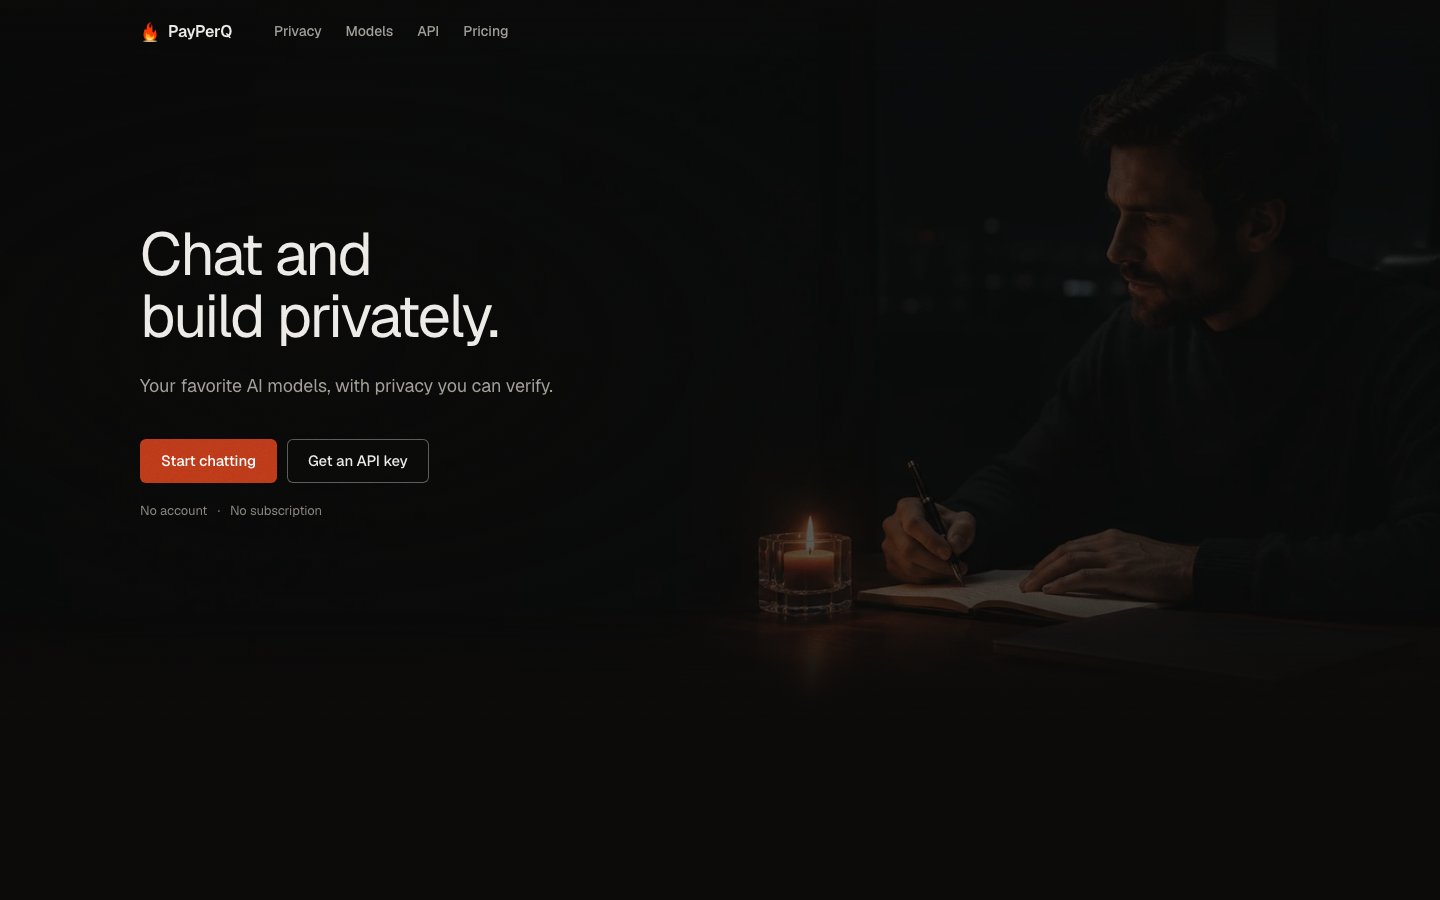 PayPerQ
Privacy
Models
API
Pricing
Chat and
build privately.
Your favorite AI models, with privacy you can verify.
Start chatting
Get an API key
No account · No subscription